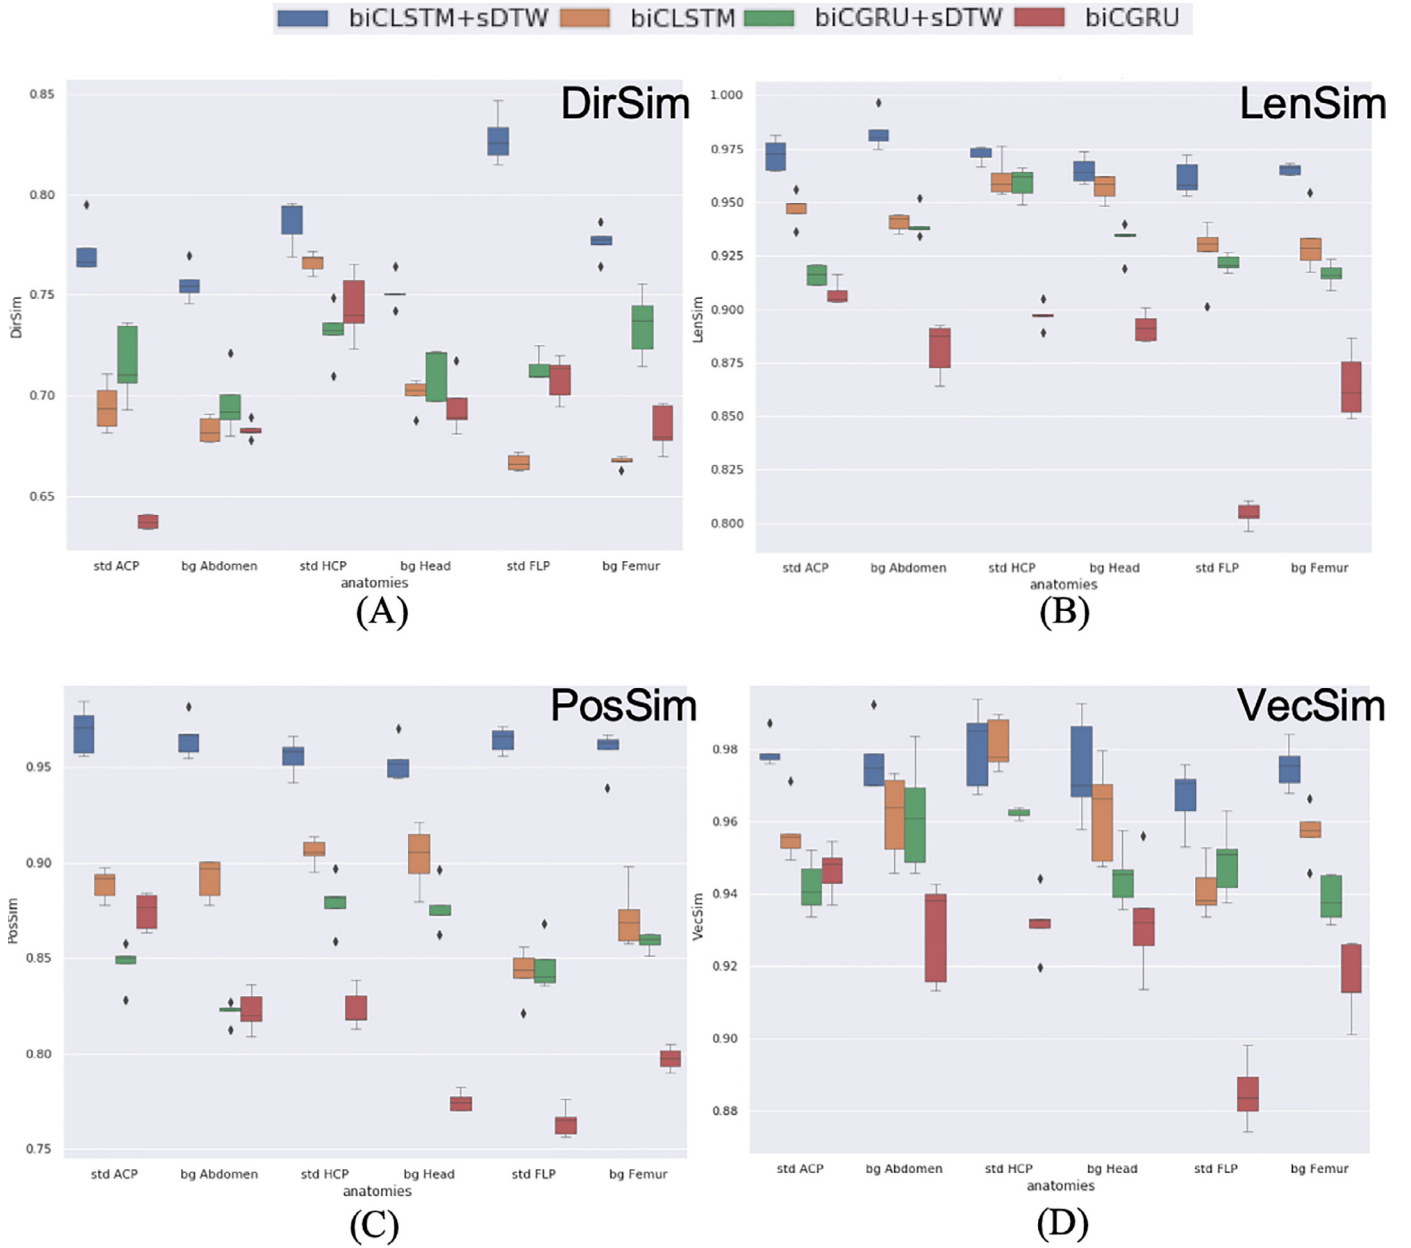 biCLSTM+sDTW biCLSTM biCGRU+sDTW biCGRU
DirSim
0.85
0.80
0.75
0.70
0.65
DirSim
std ACP bg Abdomen std HCP bg Head std FLP bg Femur
anatomies
(A)
LenSim
1.000
0.975
0.950
0.925
0.900
0.875
0.850
0.825
0.800
LenSim
std ACP bg Abdomen std HCP bg Head std FLP bg Femur
anatomies
(B)
PosSim
0.95
0.90
0.85
0.80
0.75
PosSim
std ACP bg Abdomen std HCP bg Head std FLP bg Femur
anatomies
(C)
VecSim
0.98
0.96
0.94
0.92
0.90
0.88
VecSim
std ACP bg Abdomen std HCP bg Head std FLP bg Femur
anatomies
(D)